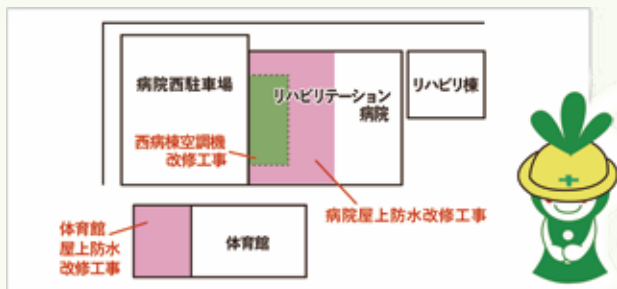 病院西駐車場
リハビリテーション
病院
リハビリ棟
西病棟空調機
改修工事
病院屋上防水改修工事
体育館
屋上防水
改修工事
体育館